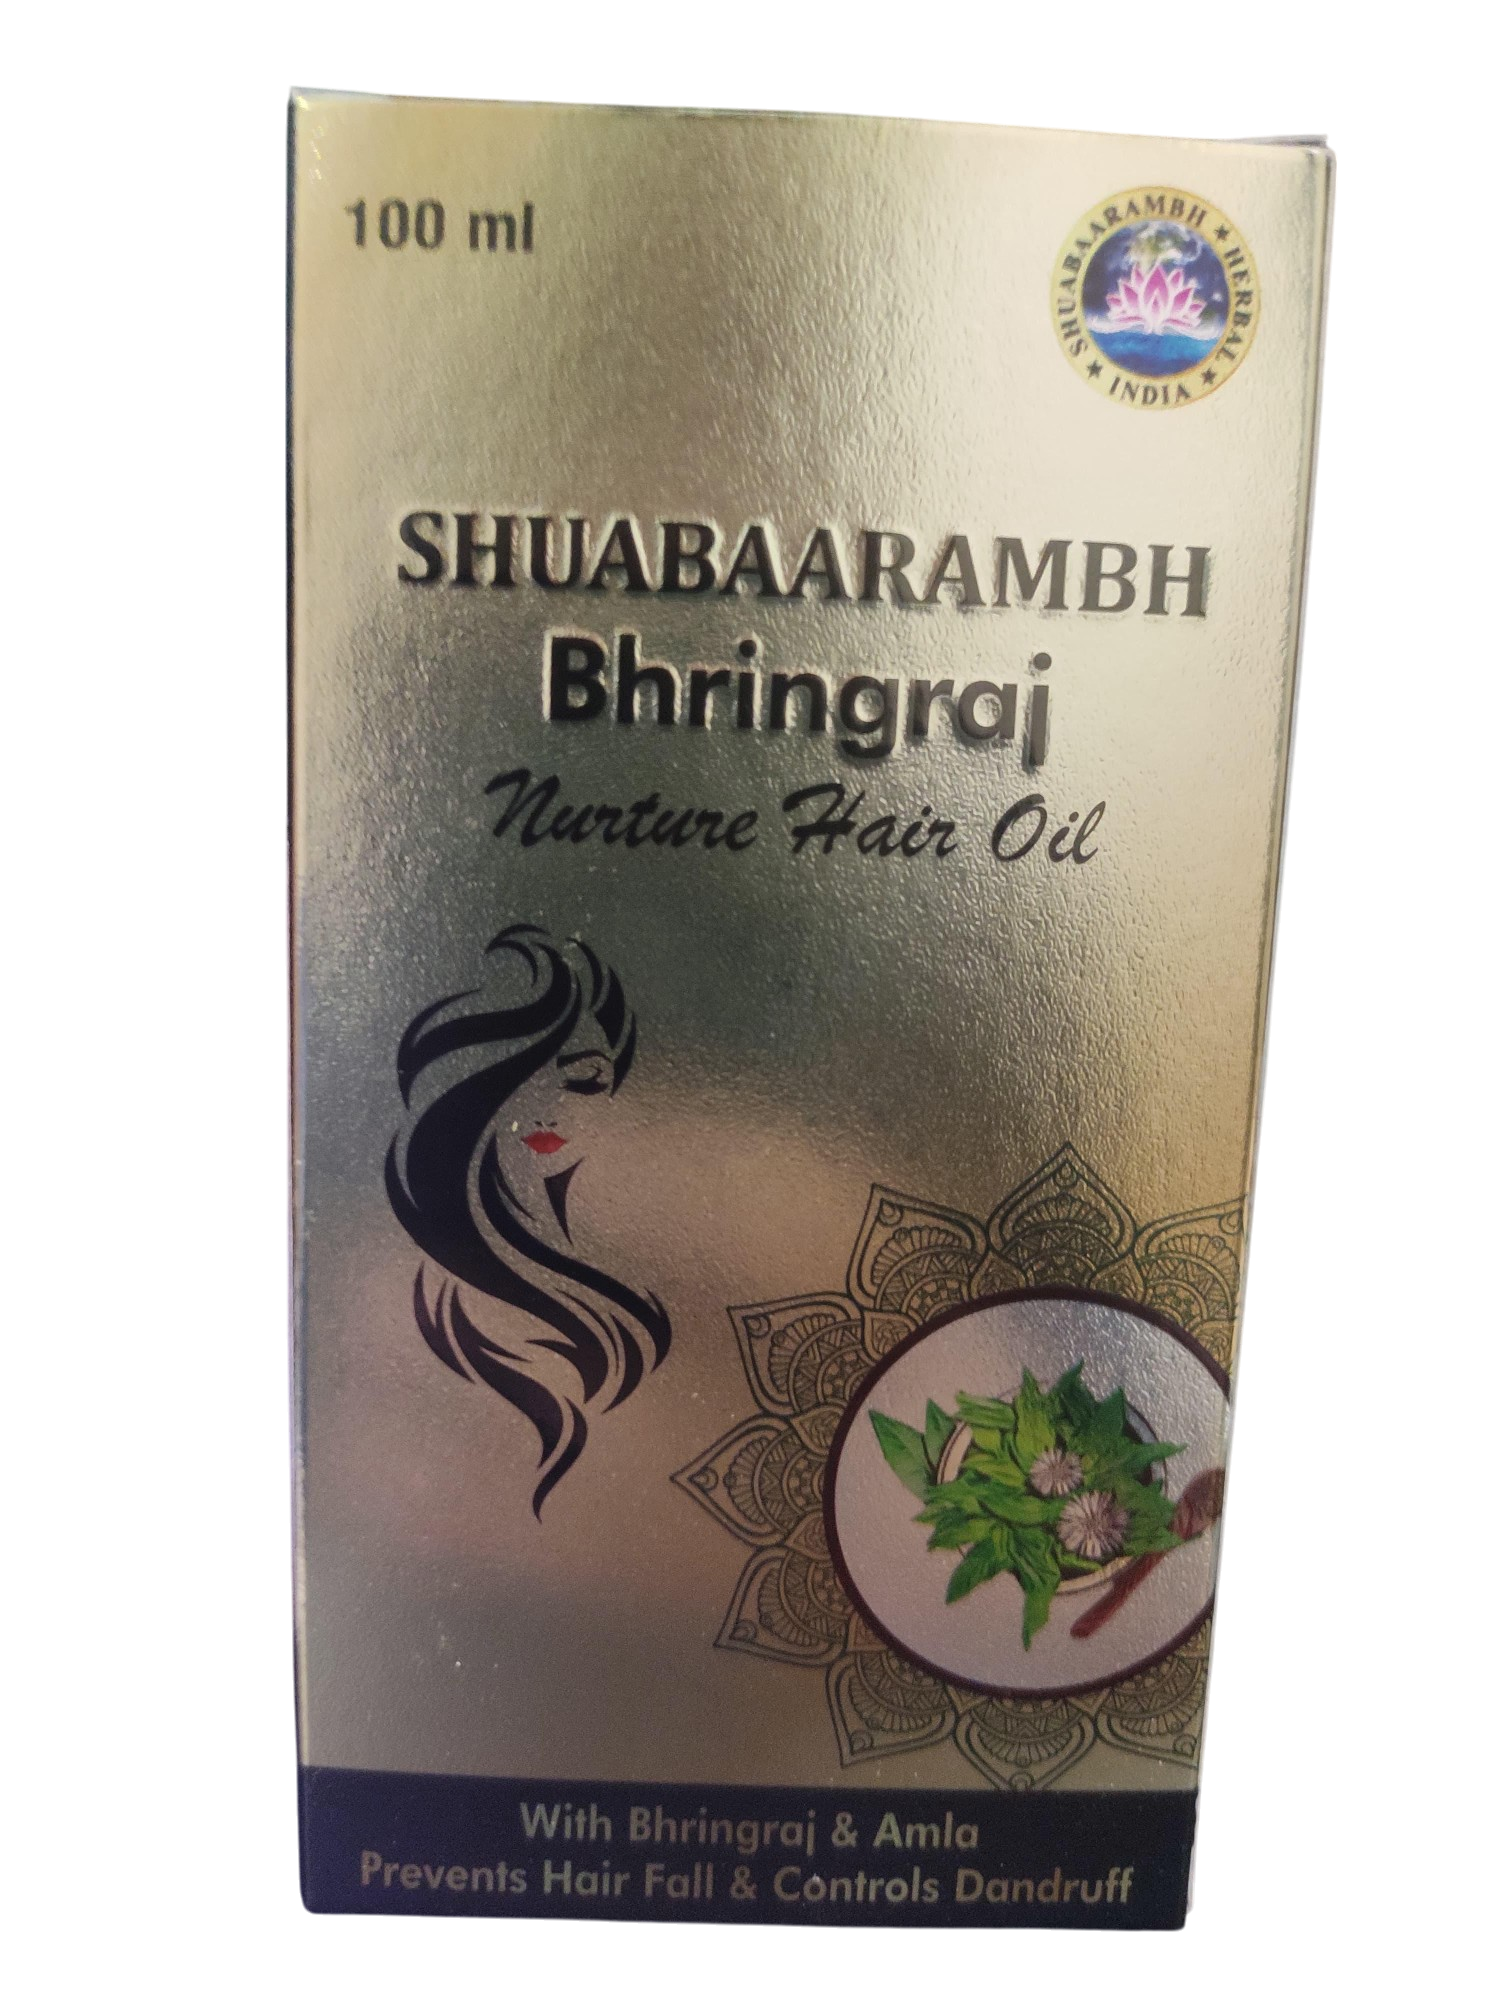 100 ml
SHUABAARAMBH ★ HERBAL ★ INDIA ★
SHUABAARAMBH
Bhringraj
Nurture Hair Oil
With Bhringraj & Amla
Prevents Hair Fall & Controls Dandruff